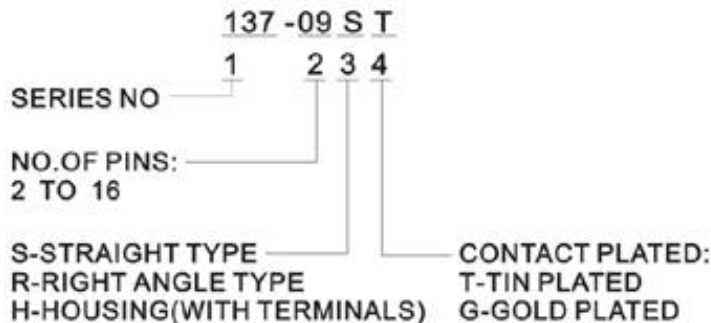 137 -09 S T
1 2 3 4
SERIES NO
NO.OF PINS:
2 TO 16
S-STRAIGHT TYPE
R-RIGHT ANGLE TYPE
H-HOUSING(WITH TERMINALS)
CONTACT PLATED:
T-TIN PLATED
G-GOLD PLATED